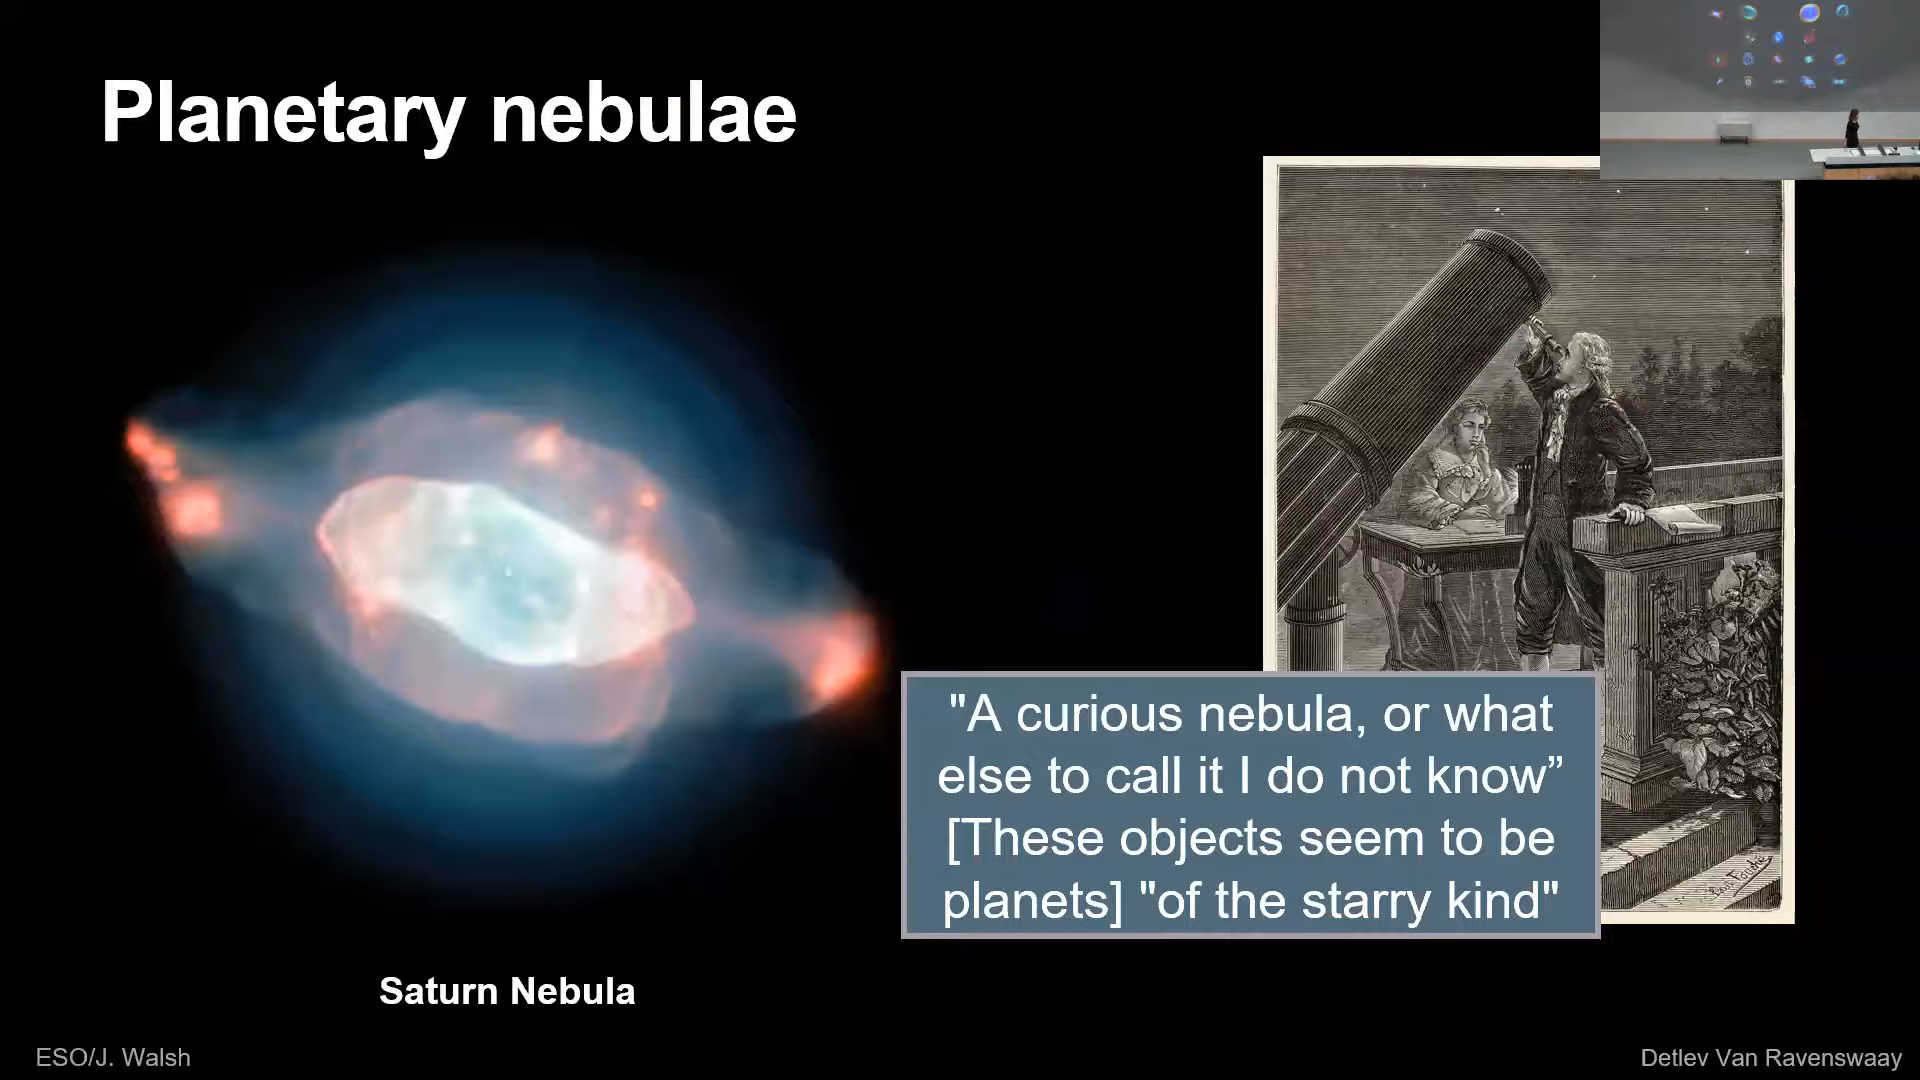 Planetary nebulae
"A curious nebula, or what
else to call it I do not know”
[These objects seem to be
planets] "of the starry kind"
Saturn Nebula
ESO/J. Walsh
Detlev Van Ravenswaay